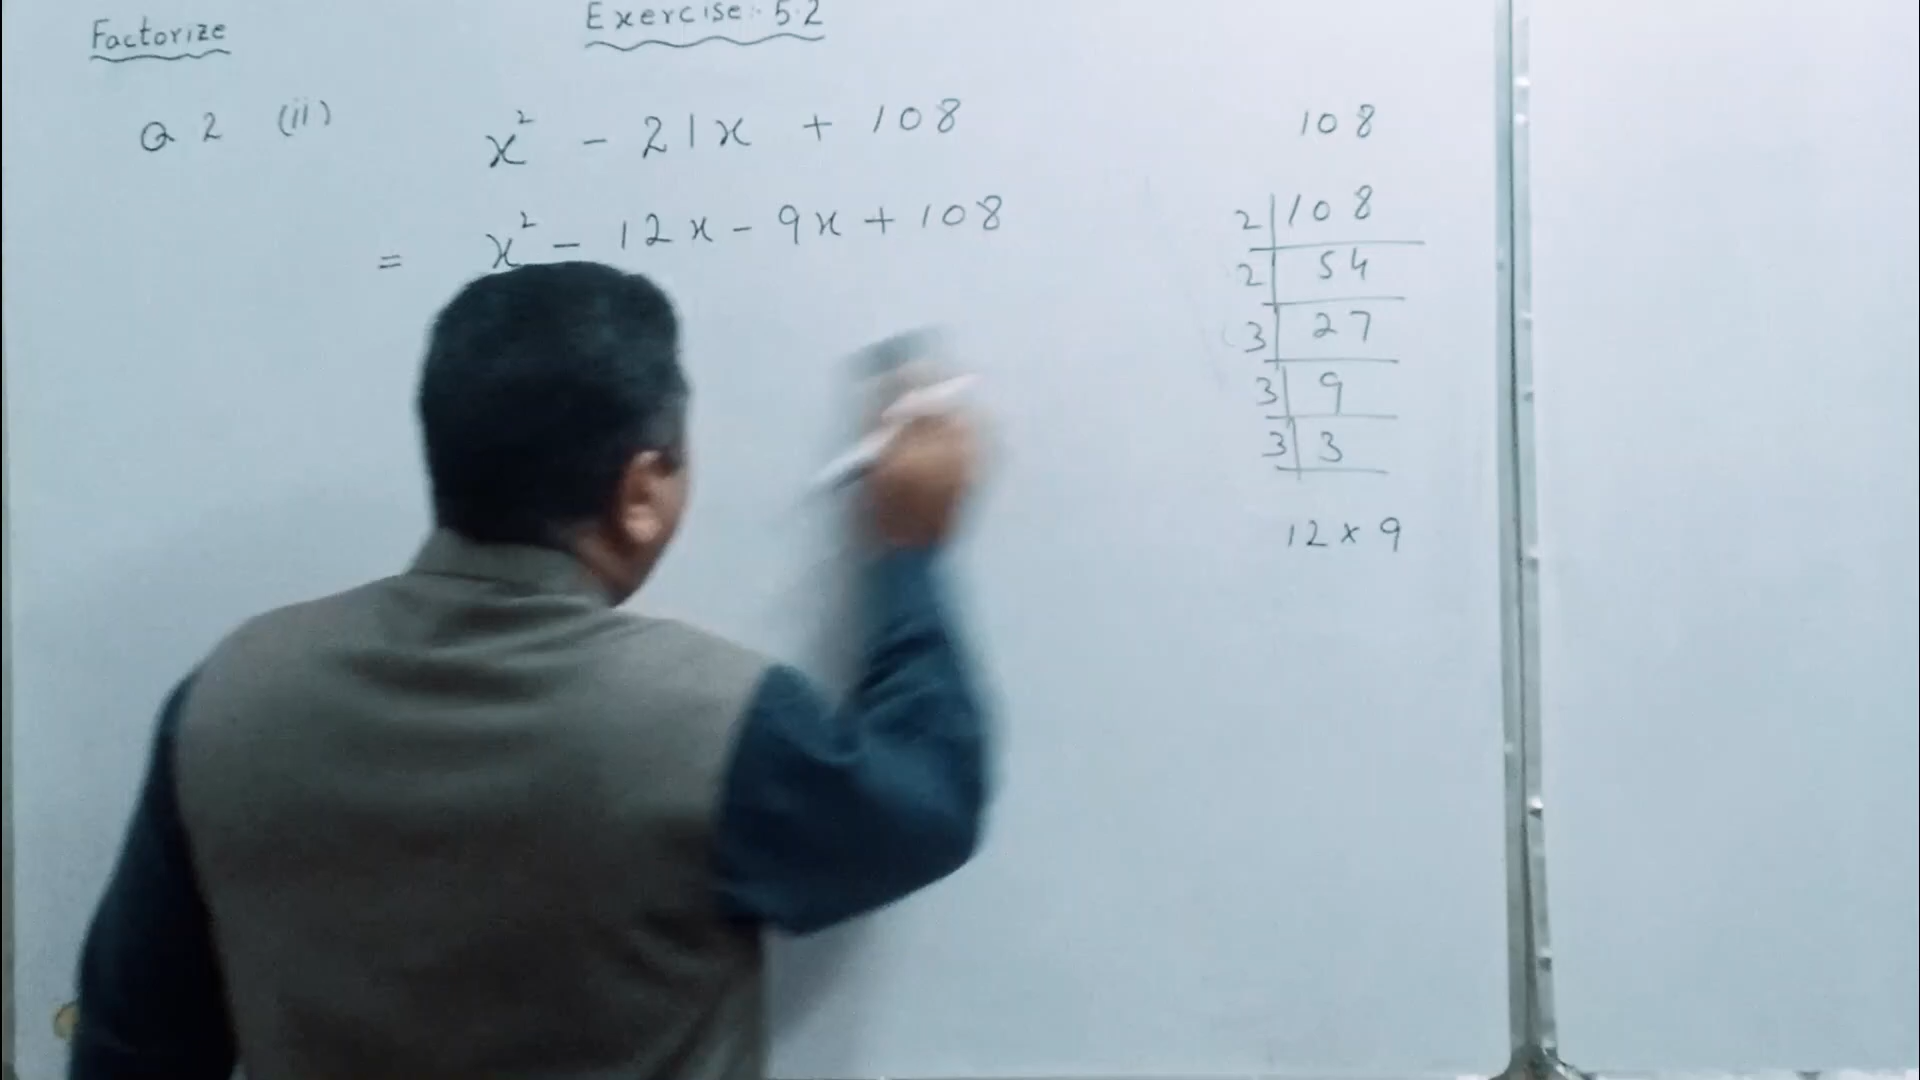 Factorize
Exercise:- 5.2
Q 2 (ii) x² - 21x + 108
= x² - 12x - 9x + 108
108
2 | 108
2 | 54
3 | 27
3 | 9
3 | 3
12 x 9